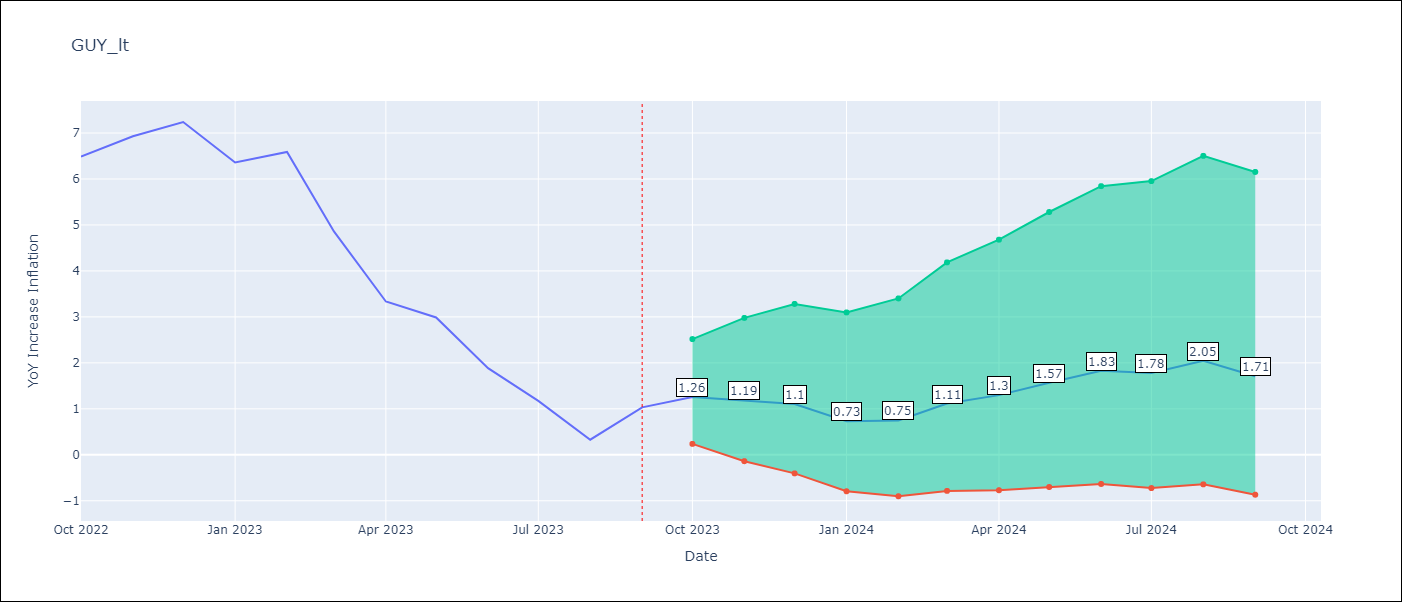 GUY_lt
YoY Increase Inflation
7
6
5
4
3
2
1
0
−1
1.26
1.19
1.1
0.73
0.75
1.11
1.3
1.57
1.83
1.78
2.05
1.71
Oct 2022
Jan 2023
Apr 2023
Jul 2023
Oct 2023
Jan 2024
Apr 2024
Jul 2024
Oct 2024
Date